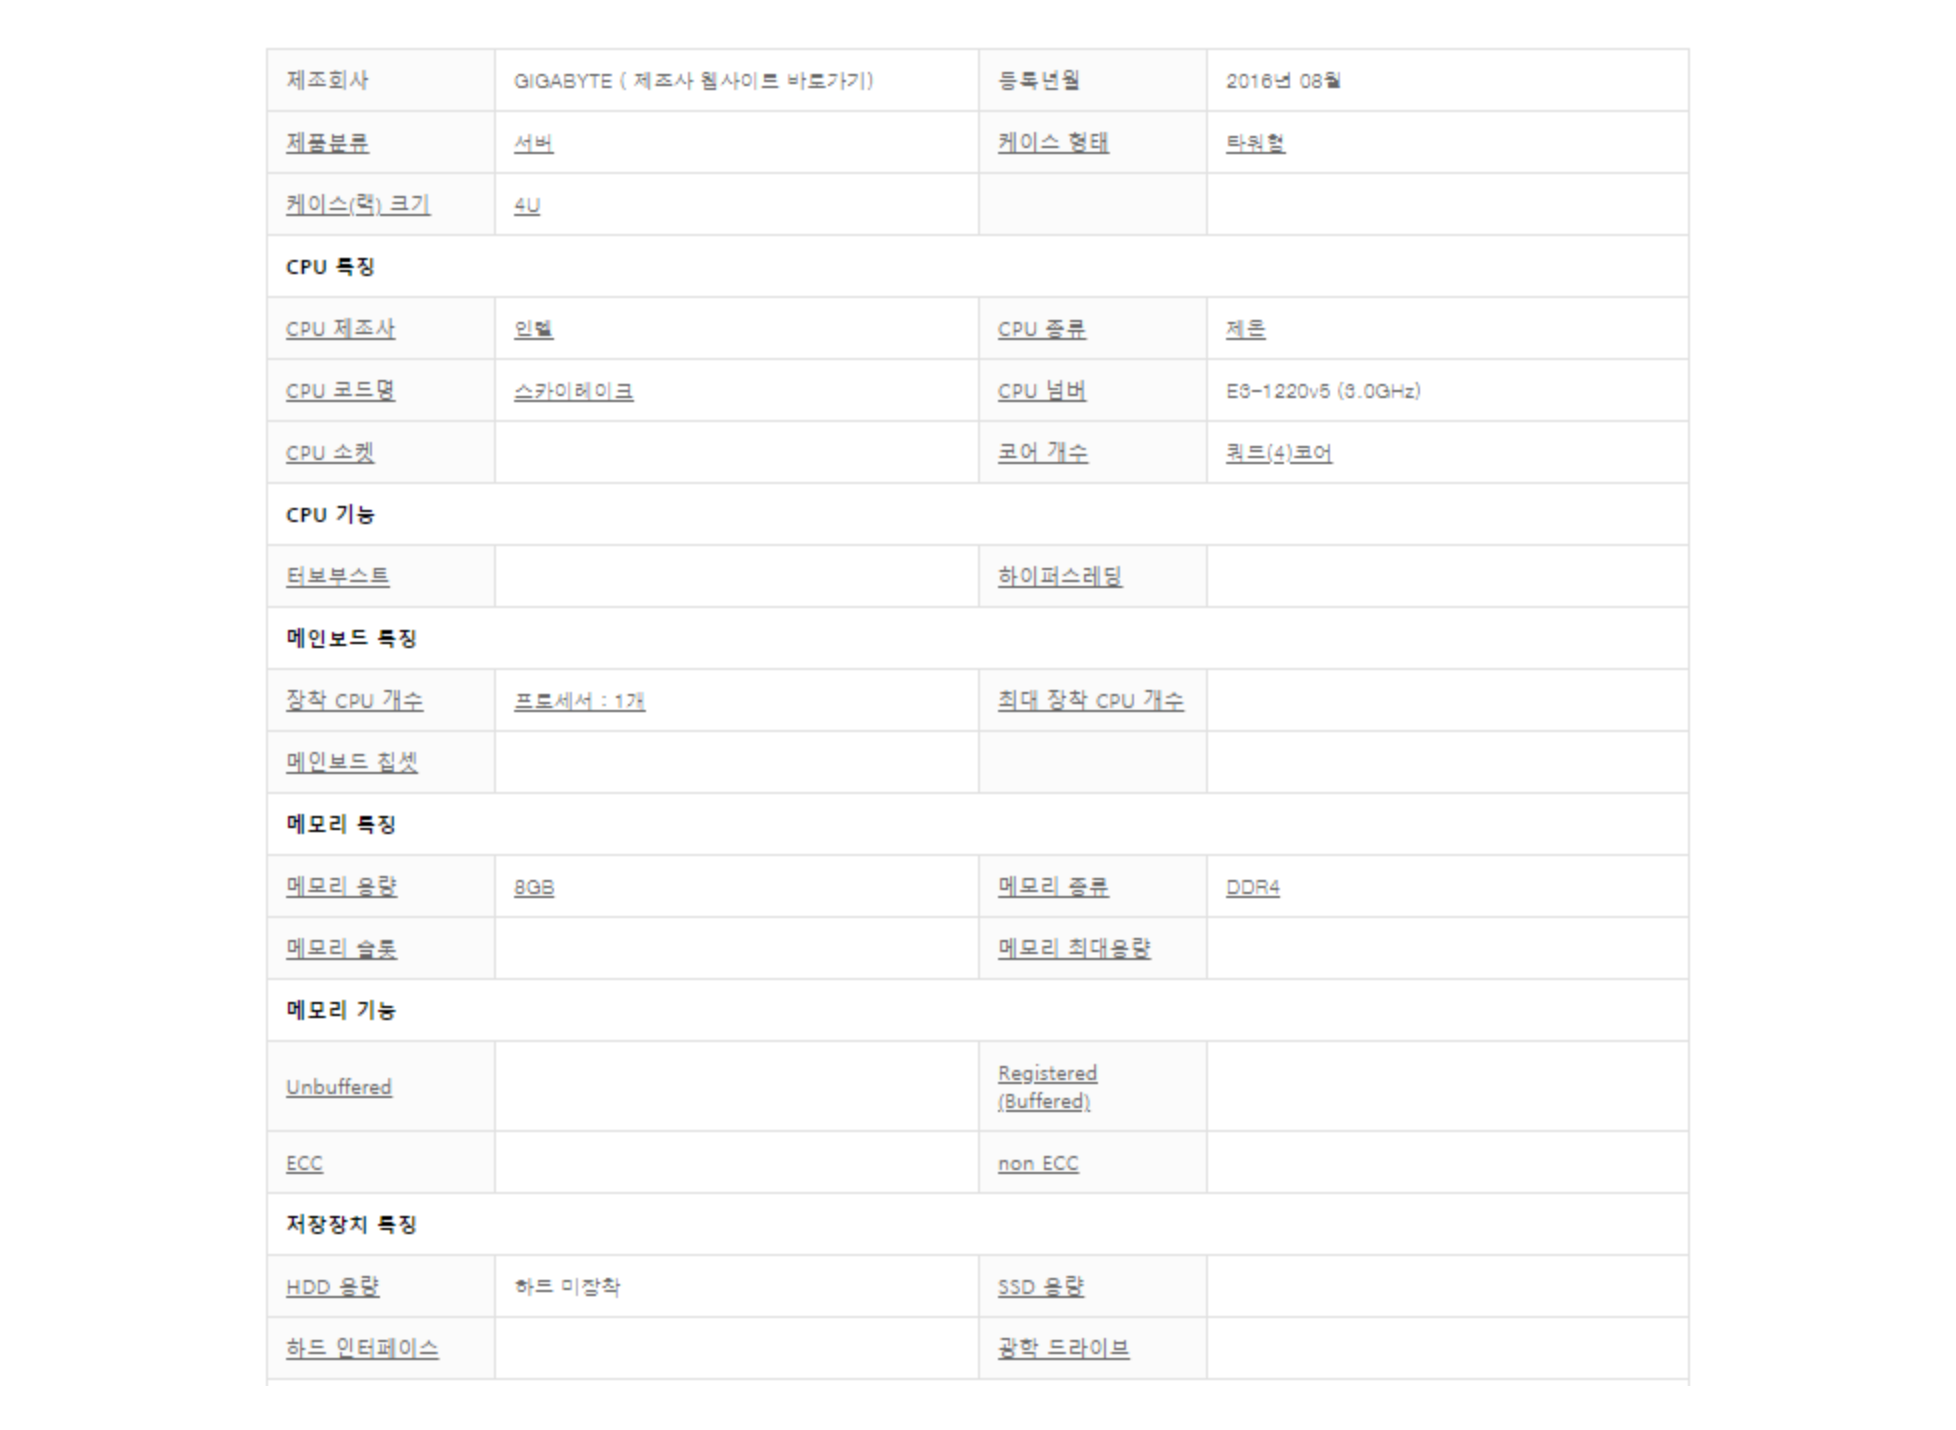 제조회사 GIGABYTE ( 제조사 웹사이트 바로가기) 등록년월 2016년 08월
제품분류 서버 케이스 형태 타워형
케이스(랙) 크기 4U
CPU 특징
CPU 제조사 인텔 CPU 종류 제온
CPU 코드명 스카이레이크 CPU 넘버 E3-1220v5 (3.0GHz)
CPU 소켓 코어 개수 쿼드(4)코어
CPU 기능
터보부스트 하이퍼스레딩
메인보드 특징
장착 CPU 개수 프로세서 : 1개 최대 장착 CPU 개수
메인보드 칩셋
메모리 특징
메모리 용량 8GB 메모리 종류 DDR4
메모리 슬롯 메모리 최대용량
메모리 기능
Unbuffered Registered
(Buffered)
ECC non ECC
저장장치 특징
HDD 용량 하드 미장착 SSD 용량
하드 인터페이스 광학 드라이브